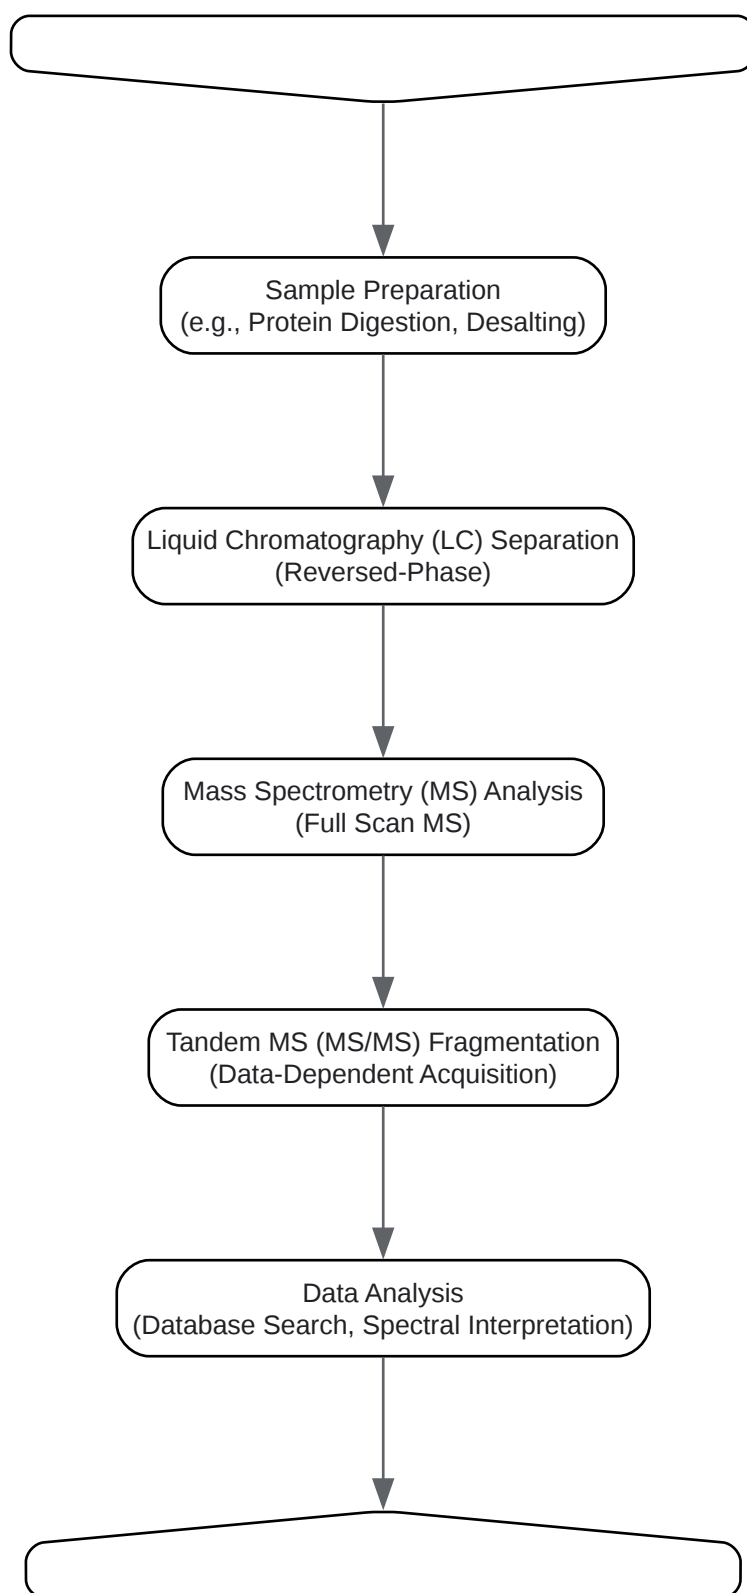 Sample Preparation
(e.g., Protein Digestion, Desalting)
Liquid Chromatography (LC) Separation
(Reversed-Phase)
Mass Spectrometry (MS) Analysis
(Full Scan MS)
Tandem MS (MS/MS) Fragmentation
(Data-Dependent Acquisition)
Data Analysis
(Database Search, Spectral Interpretation)